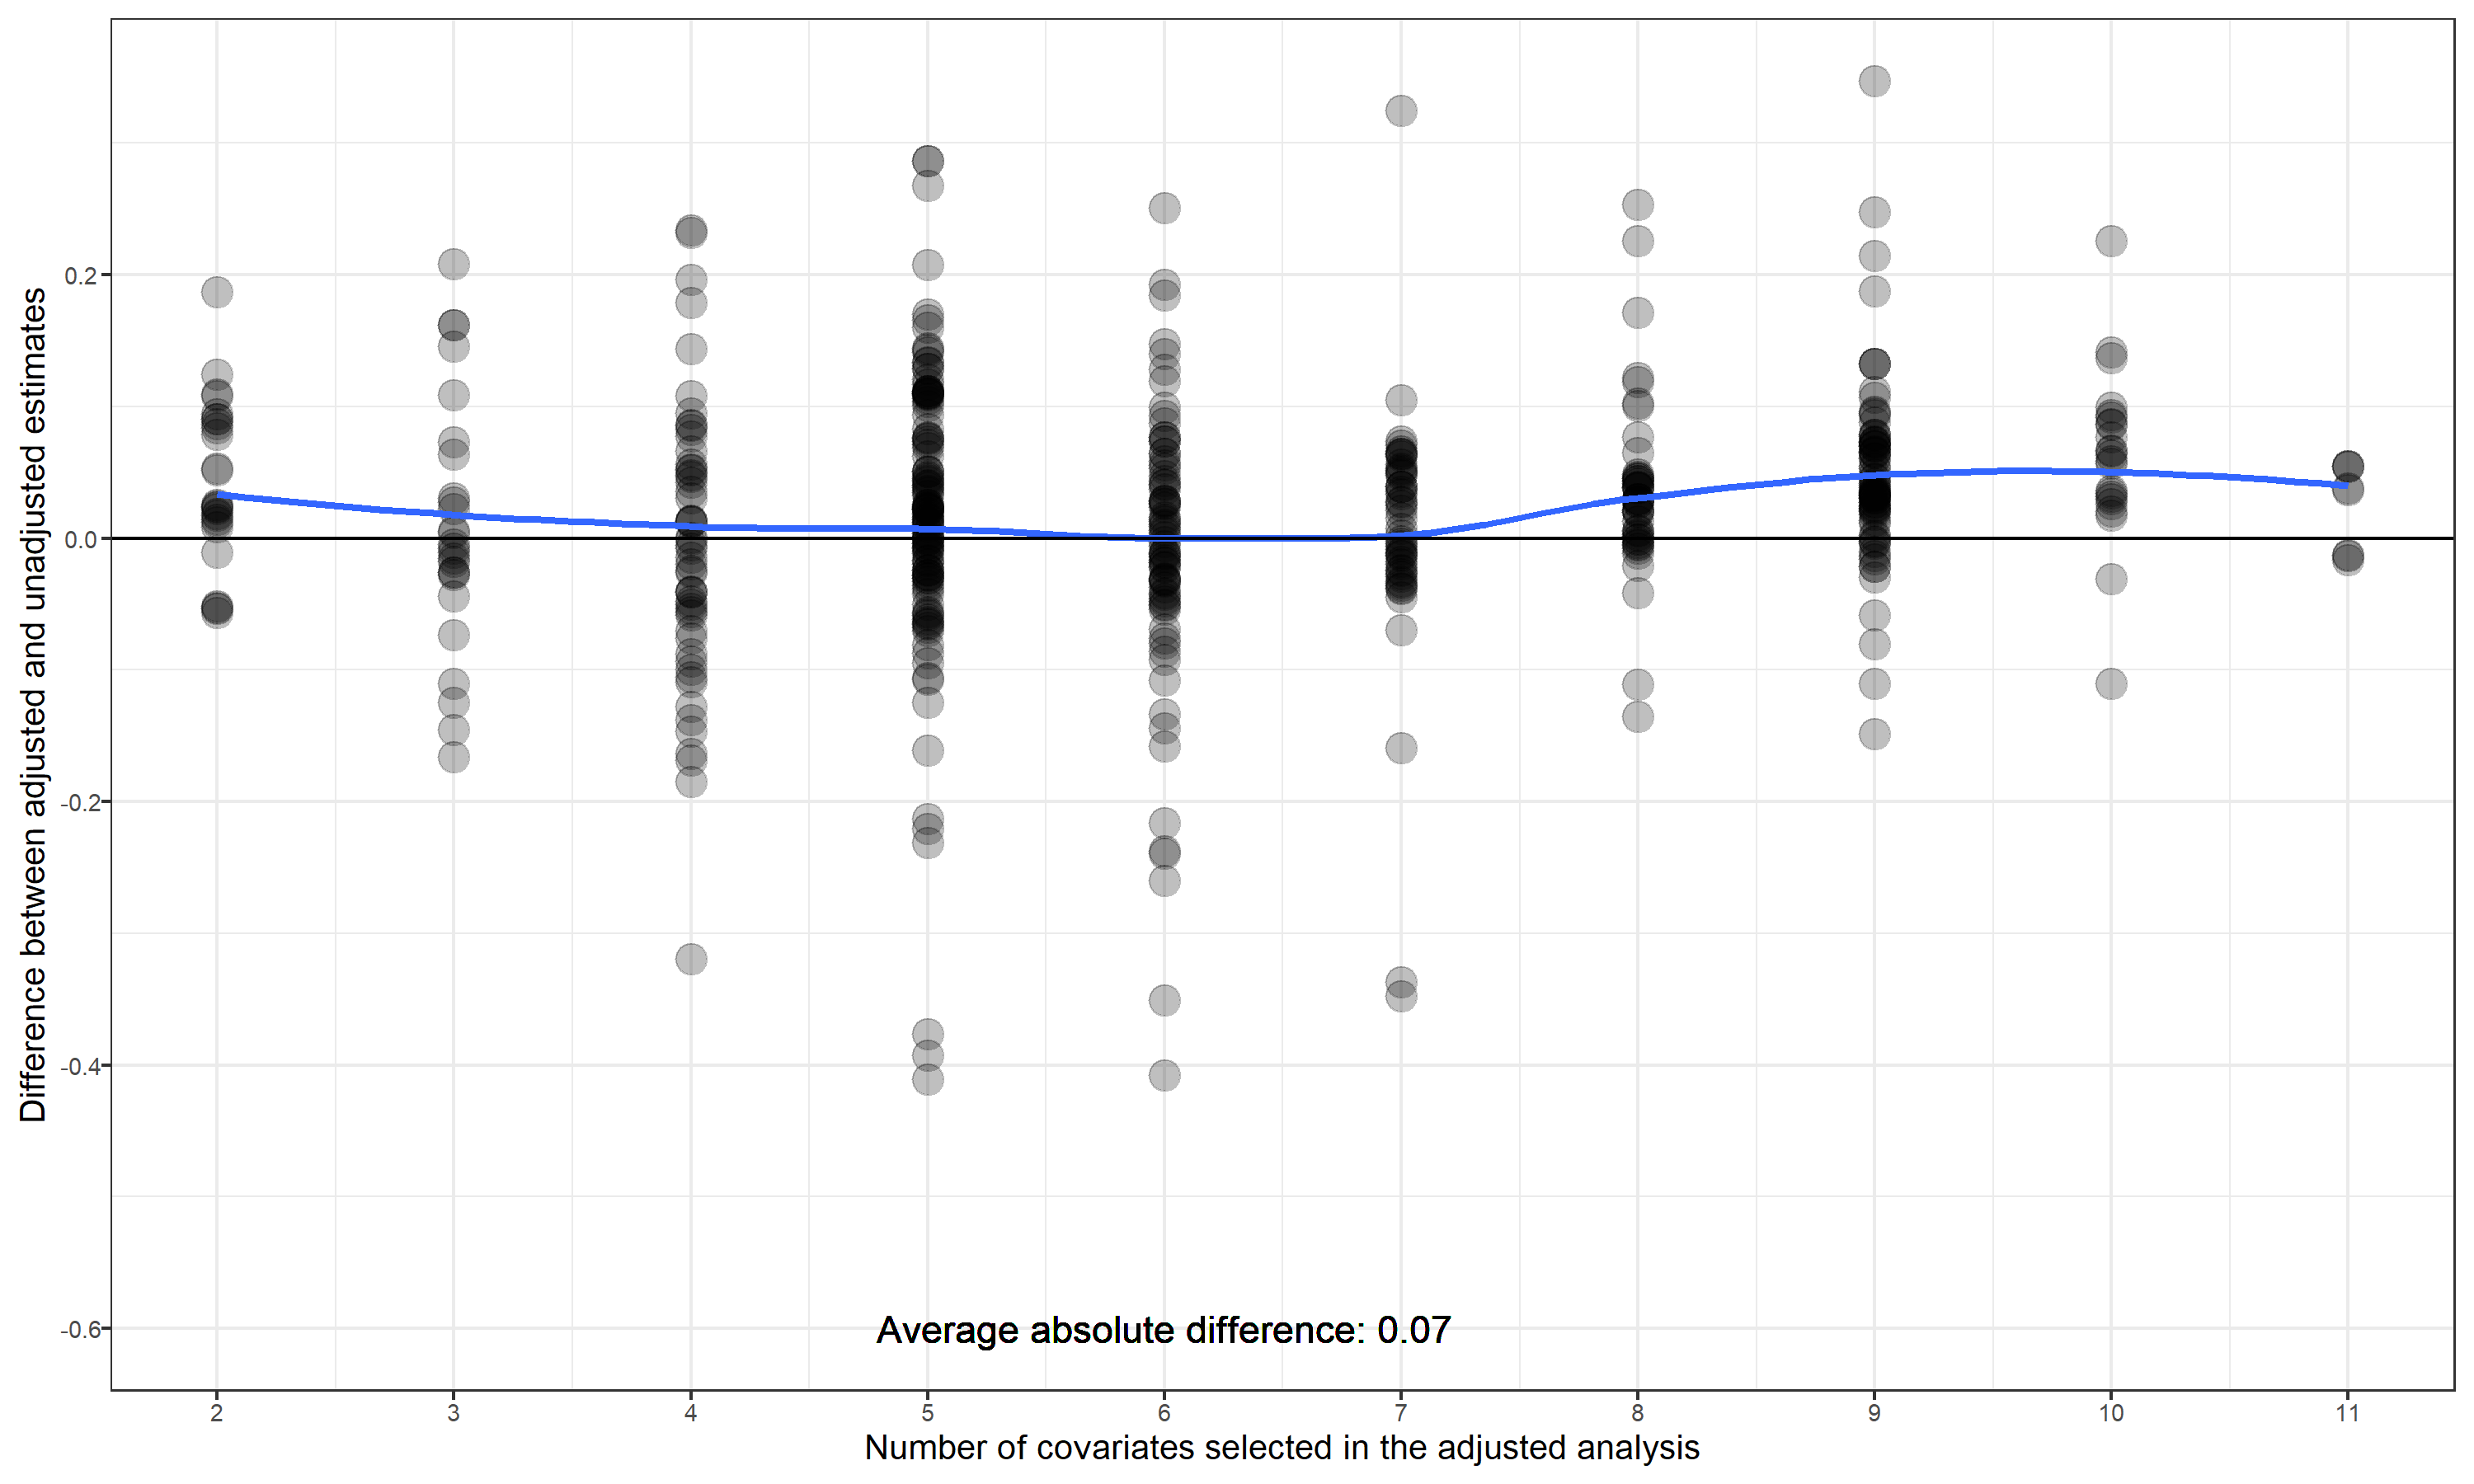 Difference between adjusted and unadjusted estimates
0.2
0.0
-0.2
-0.4
-0.6
Average absolute difference: 0.07
2 3 4 5 6 7 8 9 10 11
Number of covariates selected in the adjusted analysis